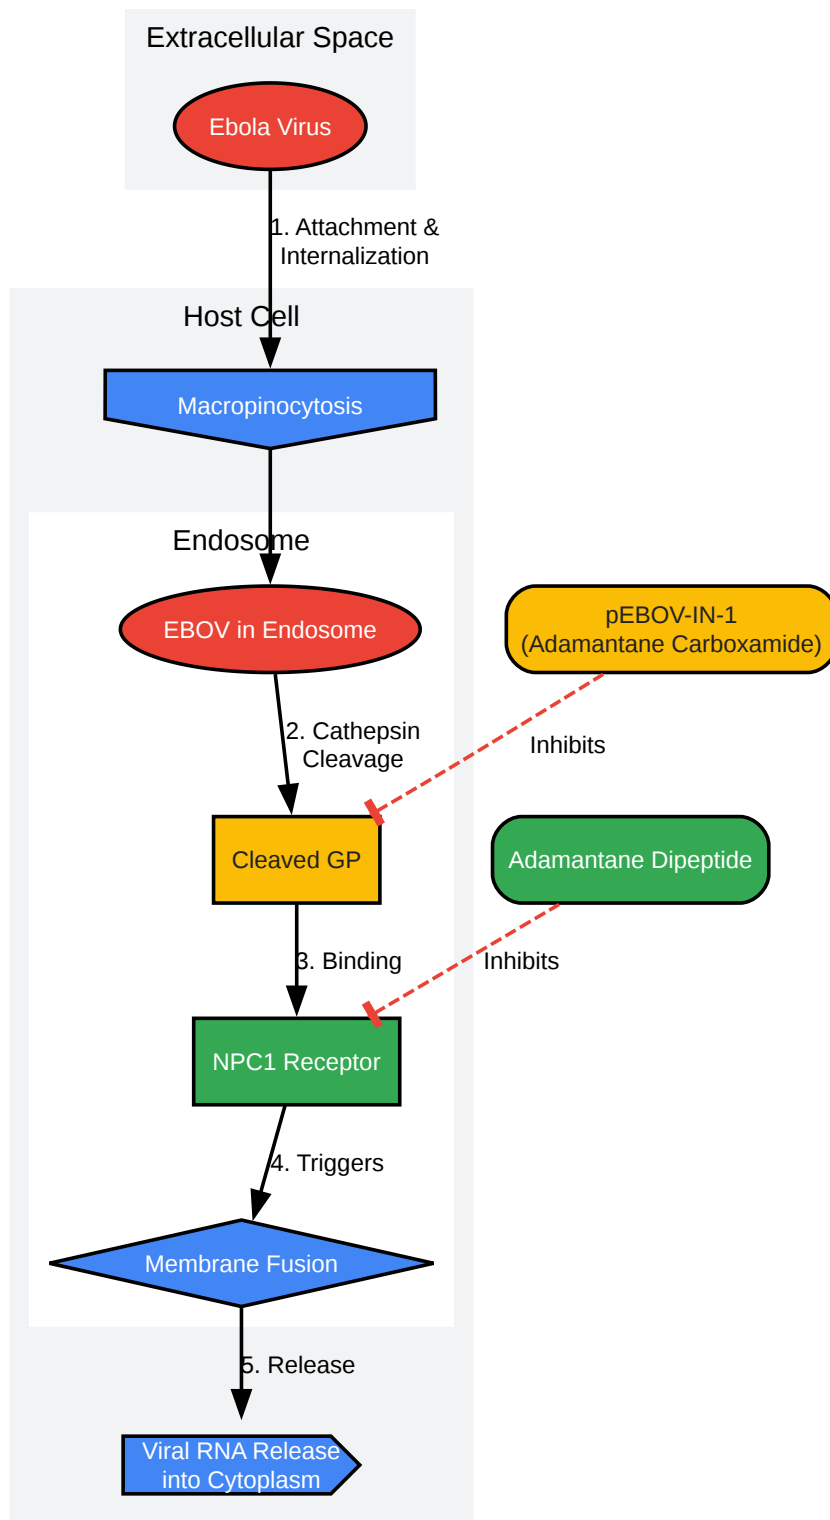 Extracellular Space
Ebola Virus
1. Attachment &
Internalization
Host Cell
Macropinocytosis
Endosome
EBOV in Endosome
pEBOV-IN-1
(Adamantane Carboxamide)
2. Cathepsin
Cleavage
Inhibits
Cleaved GP
Adamantane Dipeptide
3. Binding
Inhibits
NPC1 Receptor
4. Triggers
Membrane Fusion
5. Release
Viral RNA Release
into Cytoplasm